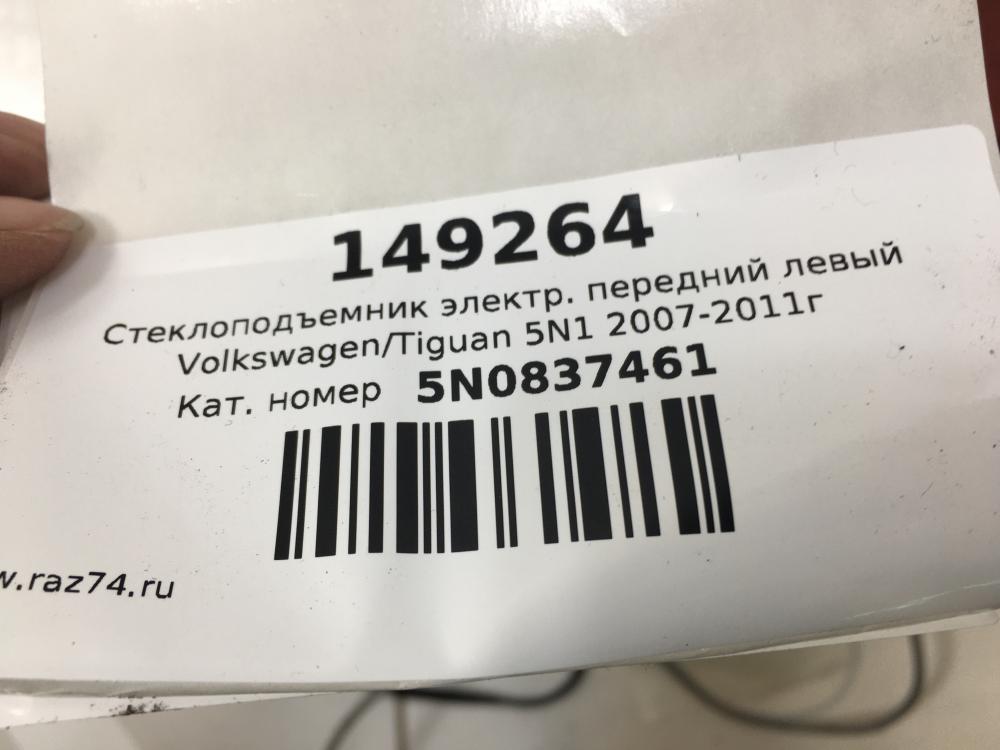 149264
Стеклоподъемник электр. передний левый
Volkswagen/Tiguan 5N1 2007-2011г
Кат. номер 5N0837461
w.raz74.ru